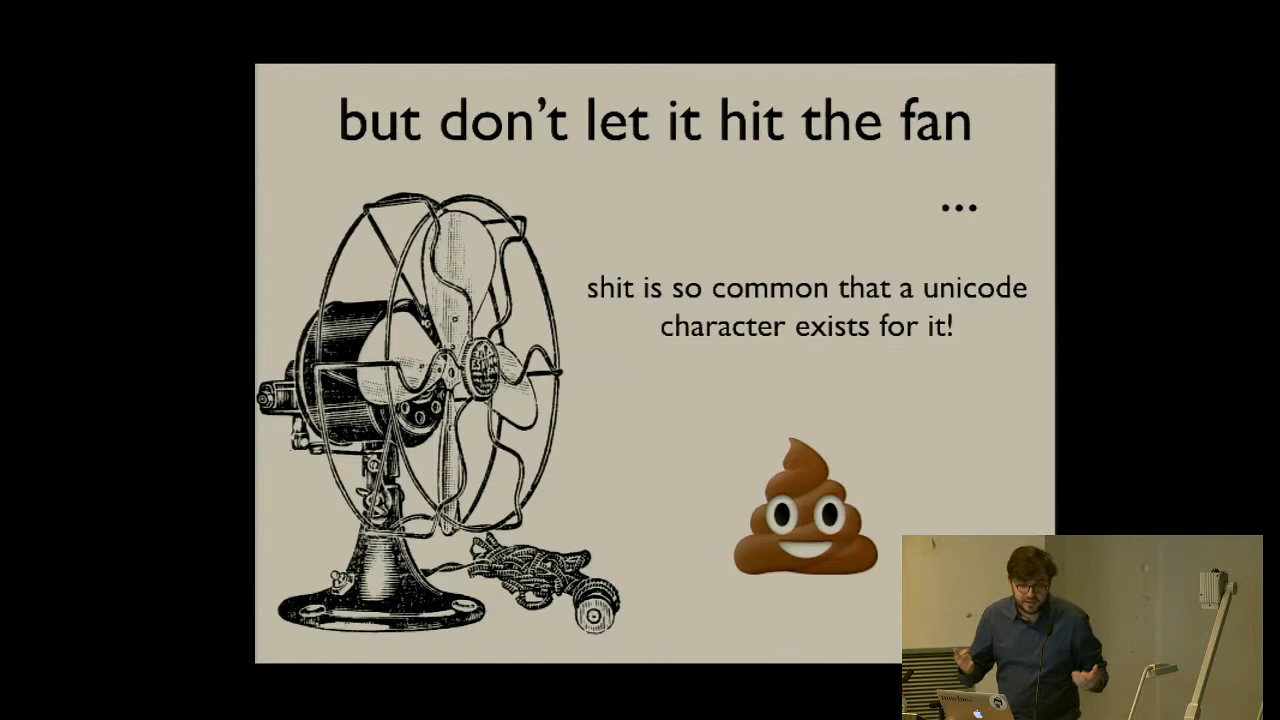 but don't let it hit the fan
...
shit is so common that a unicode
character exists for it!